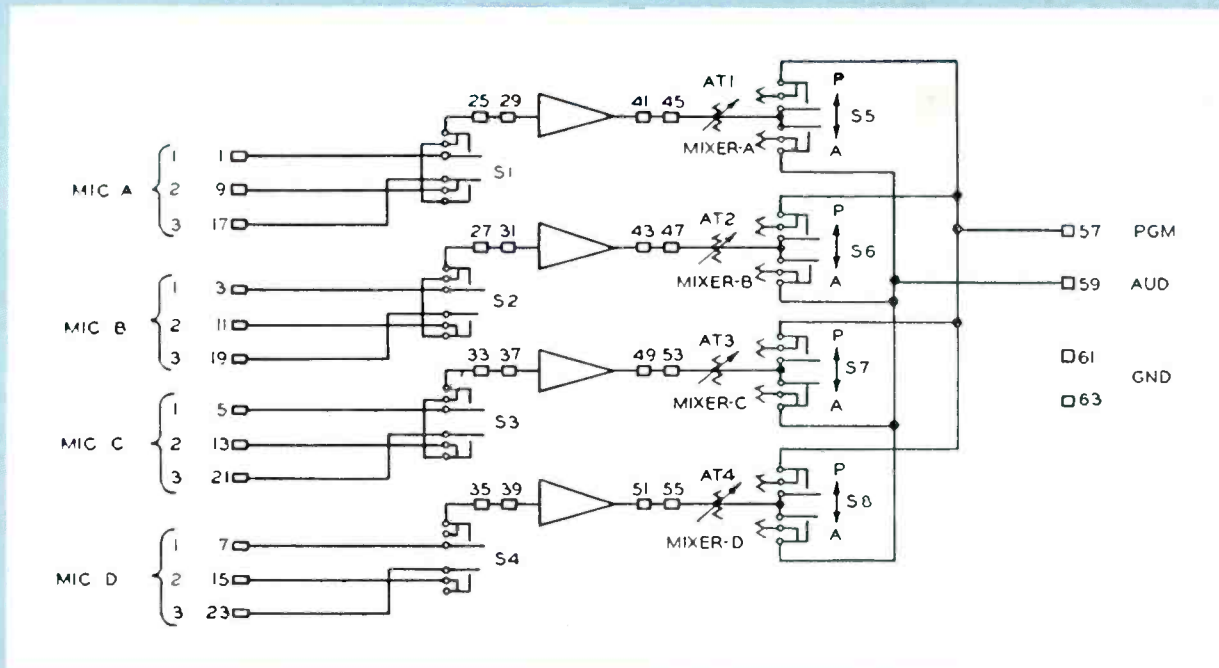 AT1
P
25 29
41 45
S5
MIXER-A
A
MIC A
1 1
2 9
3 17
S1
AT2
P
27 31
43 47
S6
MIXER-B
A
57 PGM
MIC B
1 3
2 11
3 19
S2
59 AUD
AT3
P
33 37
49 53
S7
MIXER-C
A
61
GND
63
MIC C
1 5
2 13
3 21
S3
AT4
P
35 39
51 55
S8
MIXER-D
A
MIC D
1 7
2 15
3 23
S4